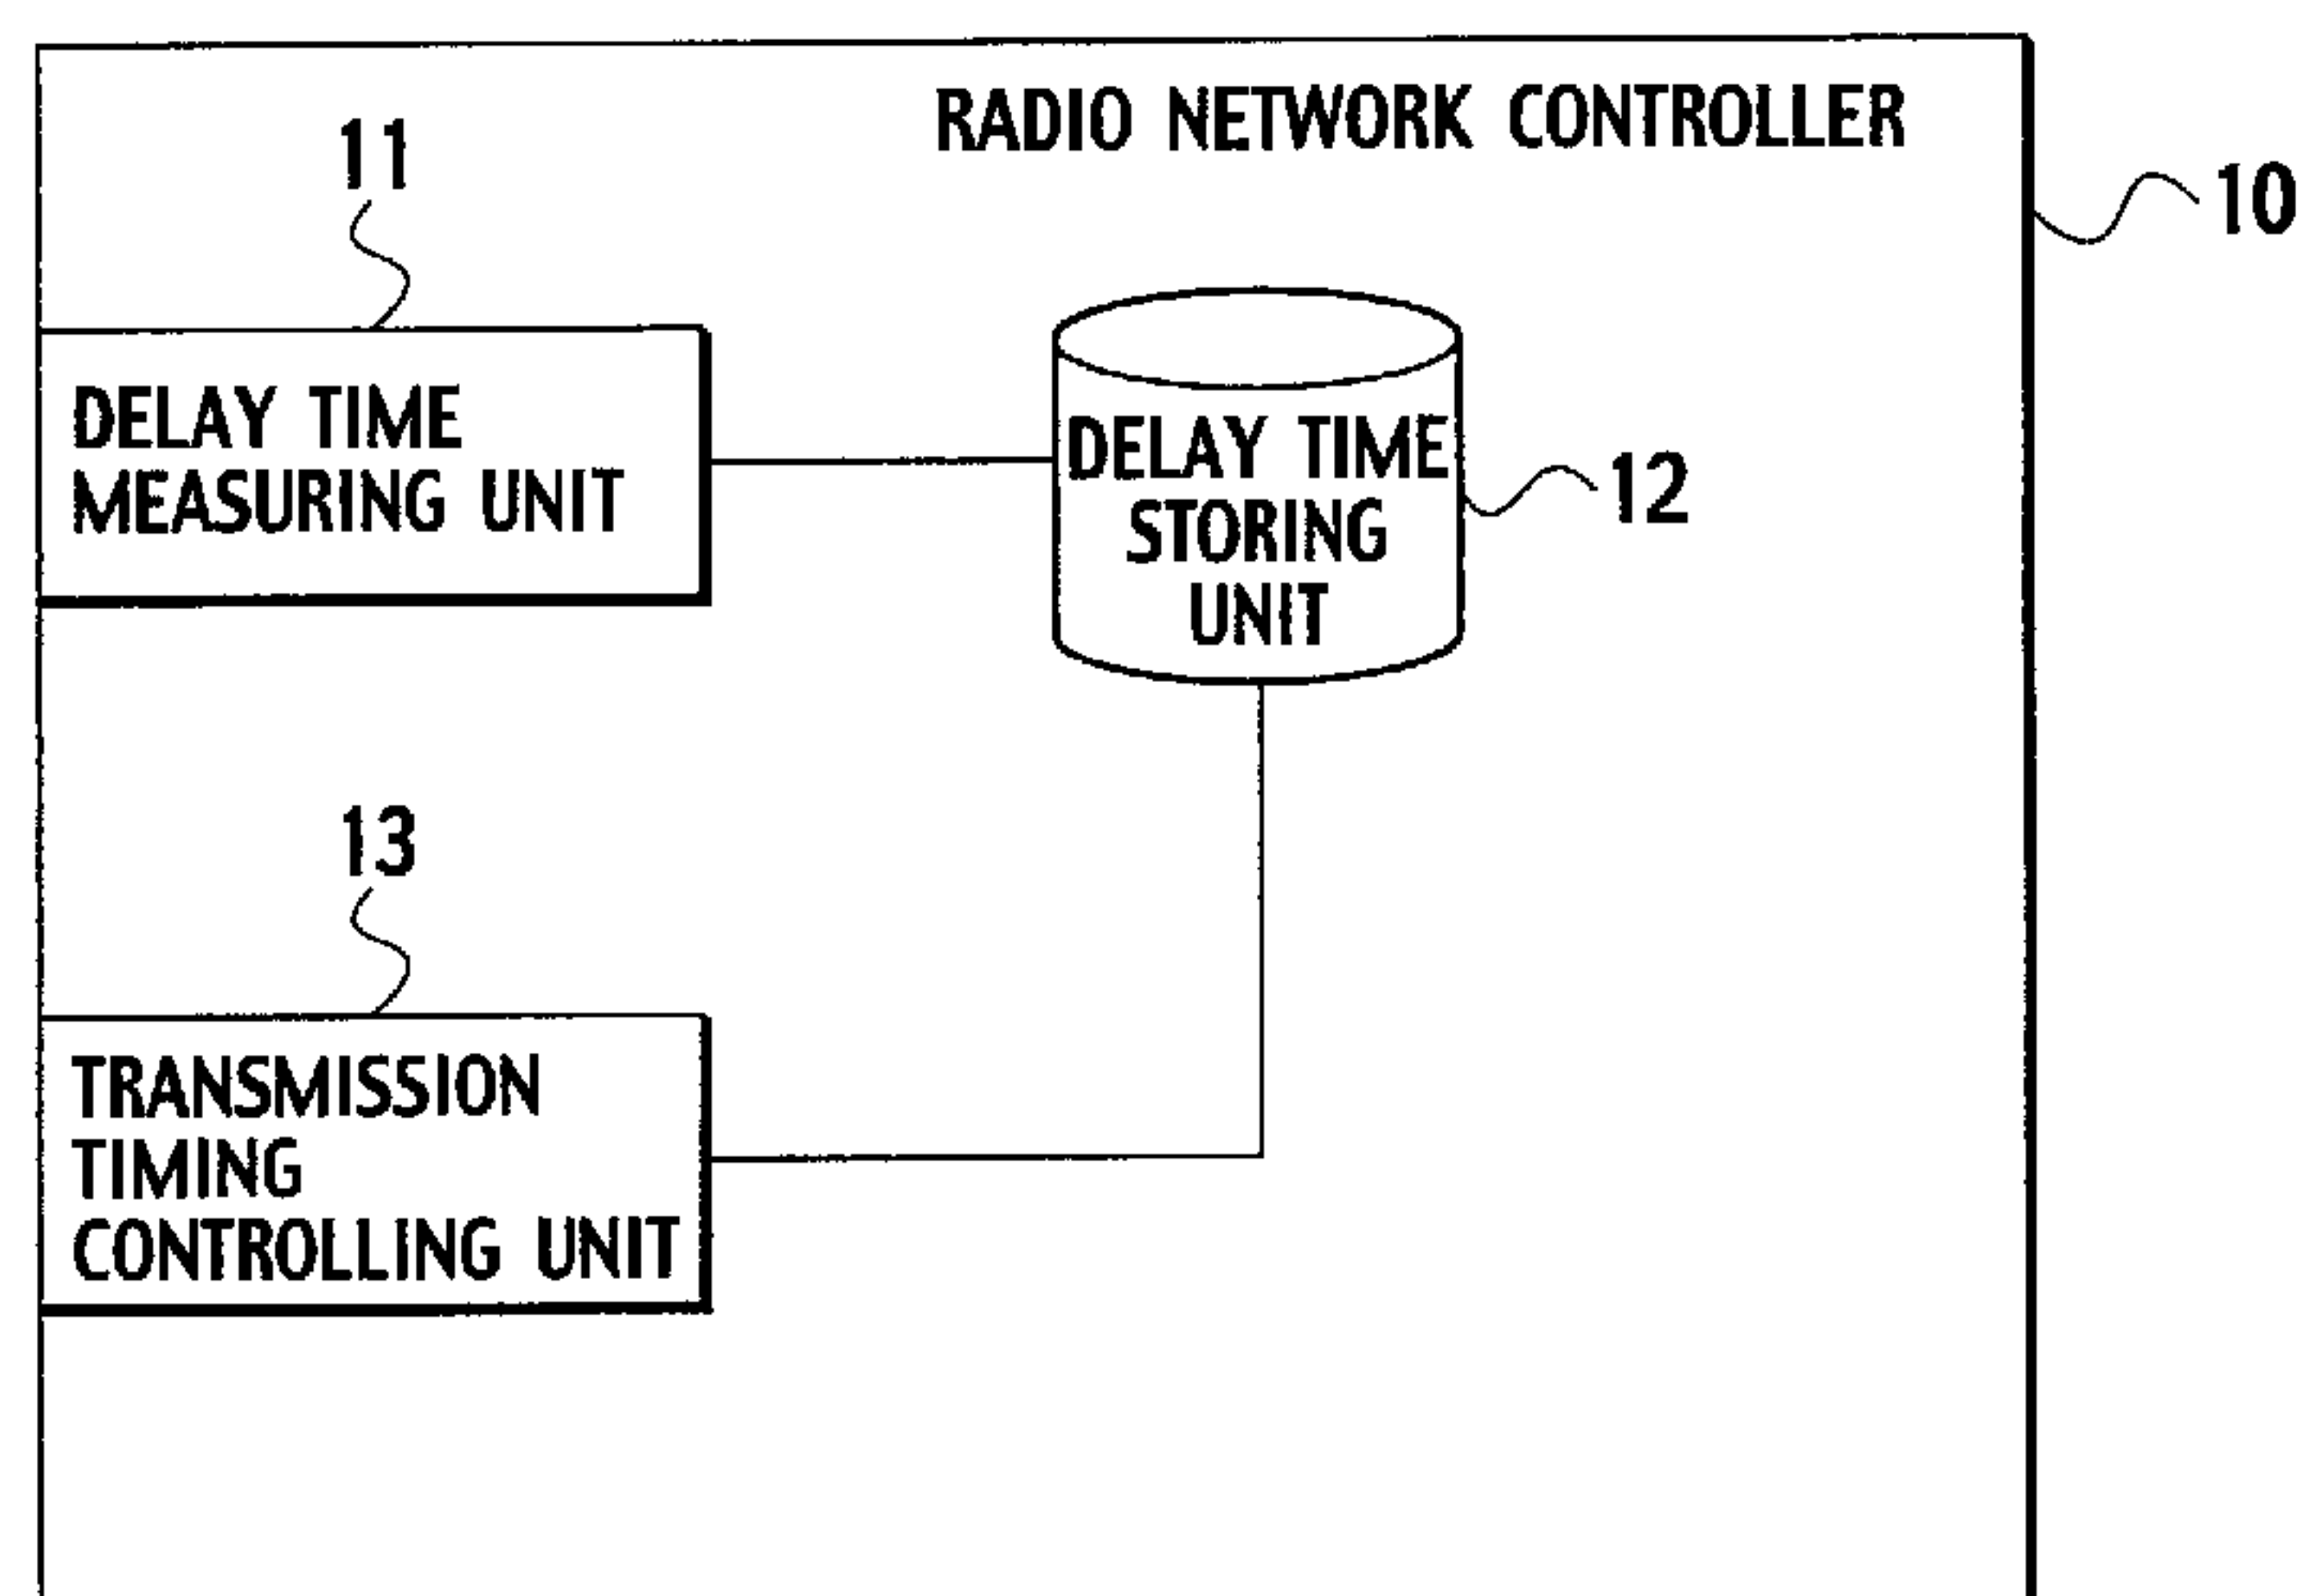 RADIO NETWORK CONTROLLER
10
11
DELAY TIME
MEASURING UNIT
DELAY TIME
STORING
UNIT
12
13
TRANSMISSION
TIMING
CONTROLLING UNIT